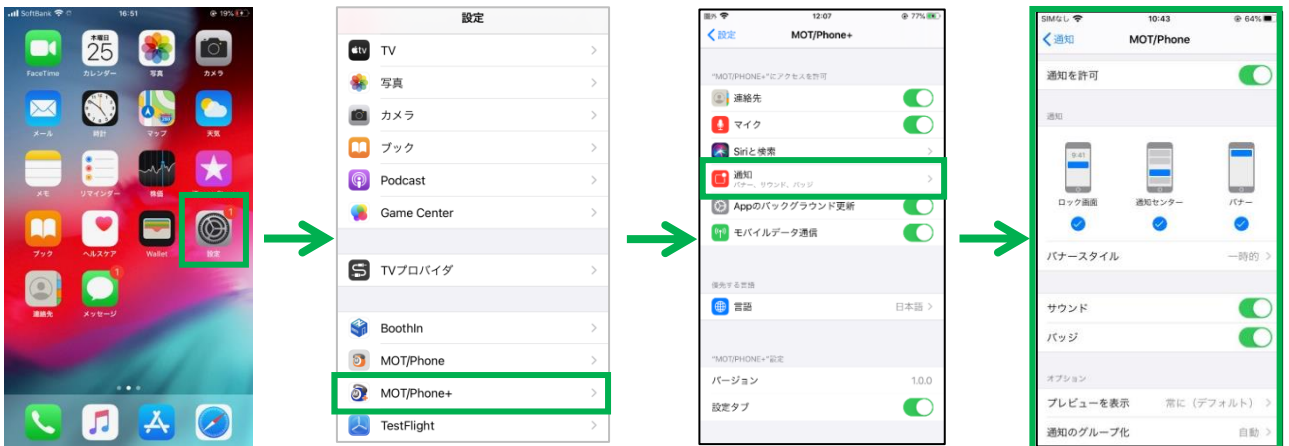 SoftBank 16:51 19%
木曜日
25
FaceTime カレンダー 写真 カメラ
メール 時計 マップ 天気
メモ リマインダー 株価
1
ブック ヘルスケア Wallet 設定
1
連絡先 メッセージ
設定
tv TV
写真
カメラ
ブック
Podcast
Game Center
TVプロバイダ
BoothIn
MOT/Phone
MOT/Phone+
TestFlight
圏外 12:07 77%
設定 MOT/Phone+
"MOT/PHONE+"にアクセスを許可
連絡先
マイク
Siriと検索
通知
バナー、サウンド、バッジ
Appのバックグラウンド更新
モバイルデータ通信
優先する言語
言語 日本語
"MOT/PHONE+"設定
バージョン 1.0.0
設定タブ
SIMなし 10:43 64%
通知 MOT/Phone
通知を許可
通知
9:41
ロック画面 通知センター バナー
バナースタイル 一時的
サウンド
バッジ
オプション
プレビューを表示 常に（デフォルト）
通知のグループ化 自動